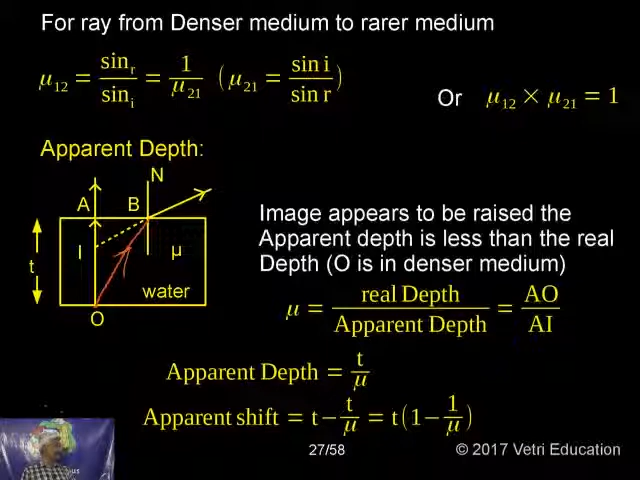 For ray from Denser medium to rarer medium
μ₁₂ = sin_r / sin_i = 1 / μ₂₁ (μ₂₁ = sin i / sin r)
Or μ₁₂ × μ₂₁ = 1
Apparent Depth:
N
A B
I μ
t
water
O
Image appears to be raised the
Apparent depth is less than the real
Depth (O is in denser medium)
μ = real Depth / Apparent Depth = AO / AI
Apparent Depth = t / μ
Apparent shift = t − t / μ = t(1 − 1 / μ)
27/58
© 2017 Vetri Education